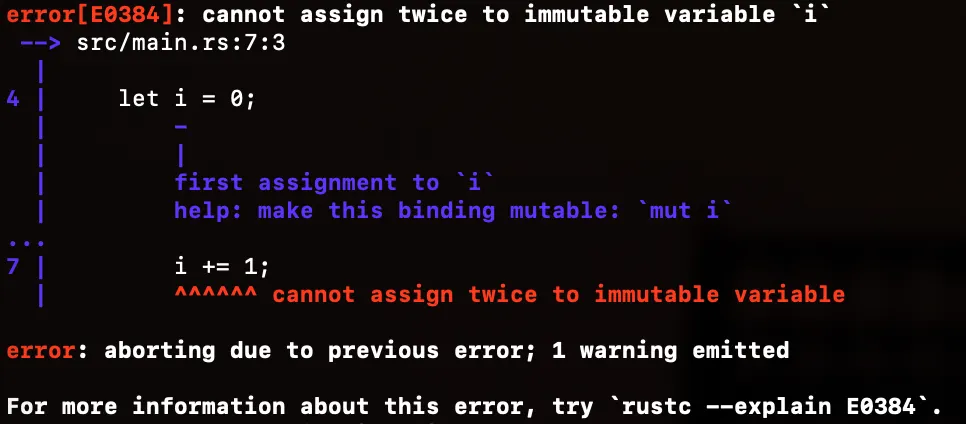 error[E0384]: cannot assign twice to immutable variable `i`
 --> src/main.rs:7:3
  |
4 |     let i = 0;
  |         -
  |         |
  |         first assignment to `i`
  |         help: make this binding mutable: `mut i`
...
7 |         i += 1;
  |         ^^^^^^ cannot assign twice to immutable variable

error: aborting due to previous error; 1 warning emitted

For more information about this error, try `rustc --explain E0384`.